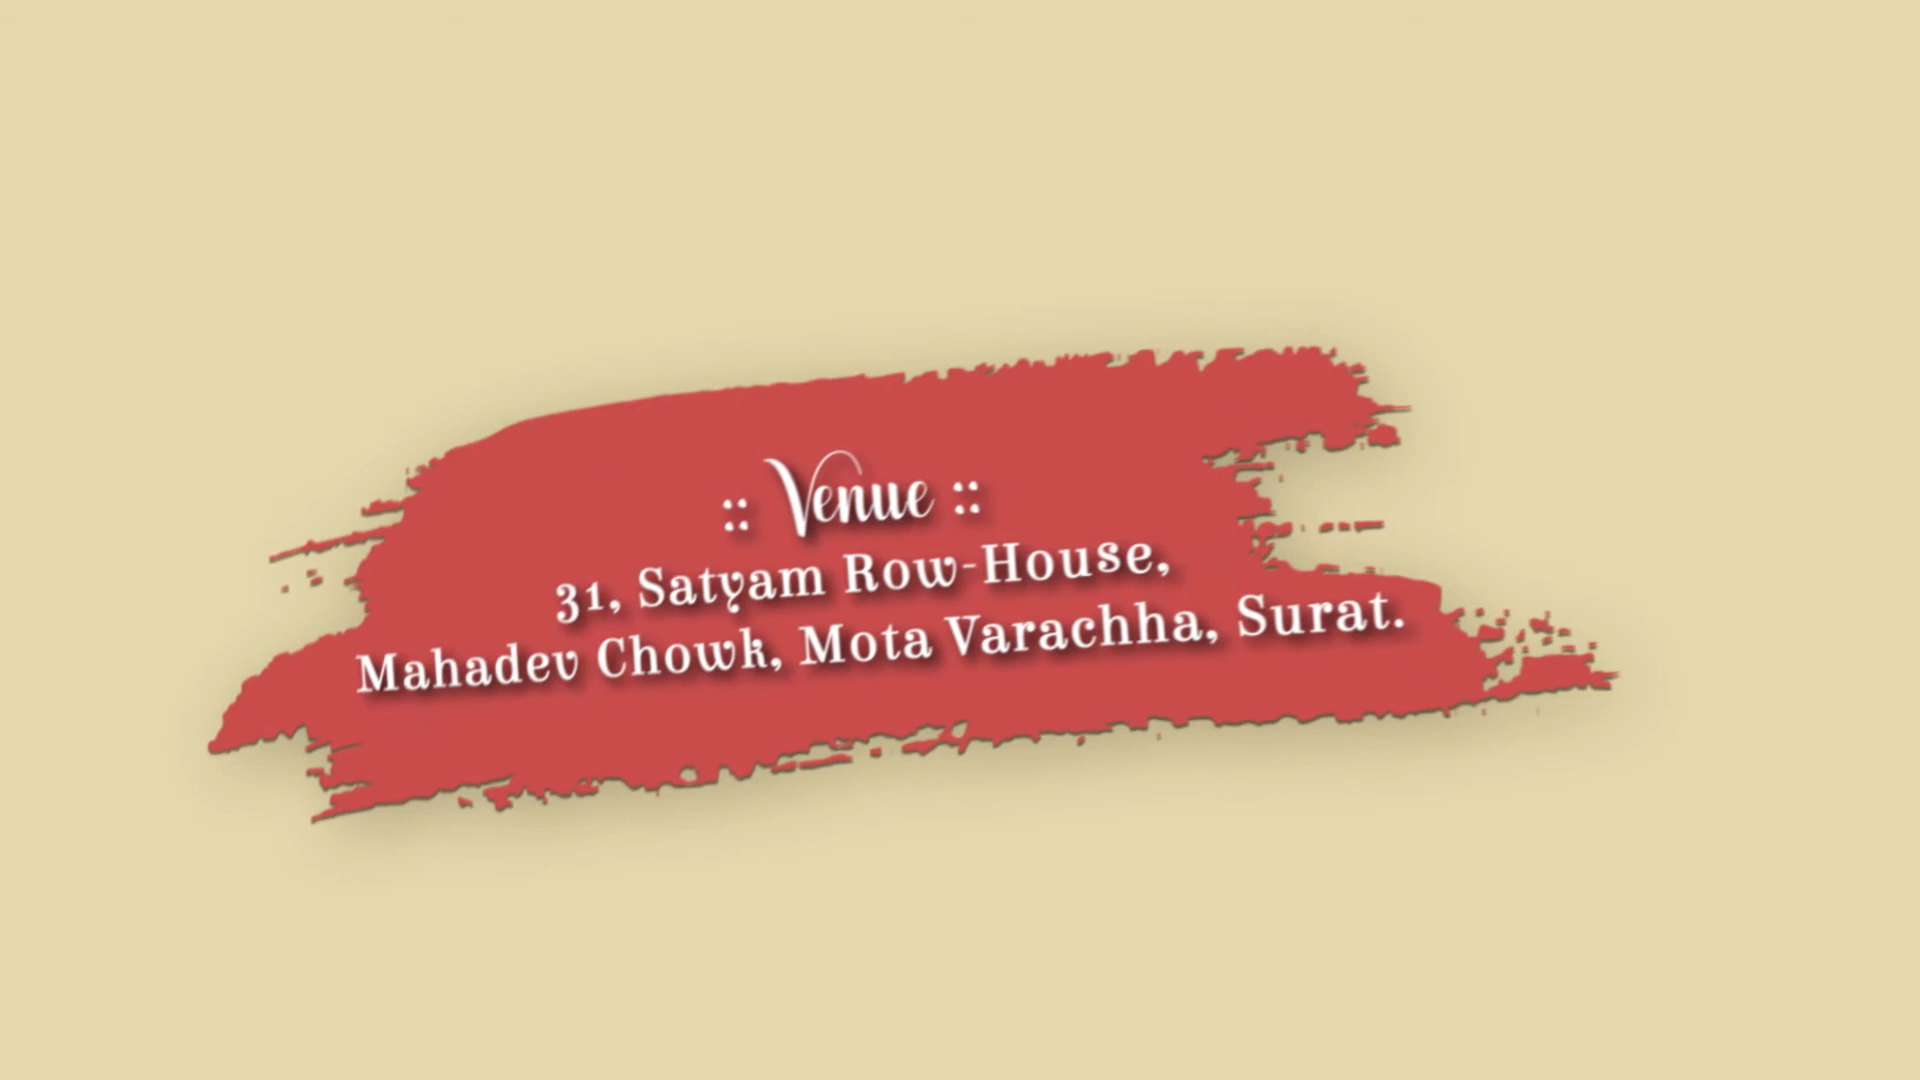 :: Venue ::
31, Satyam Row-House,
Mahadev Chowk, Mota Varachha, Surat.